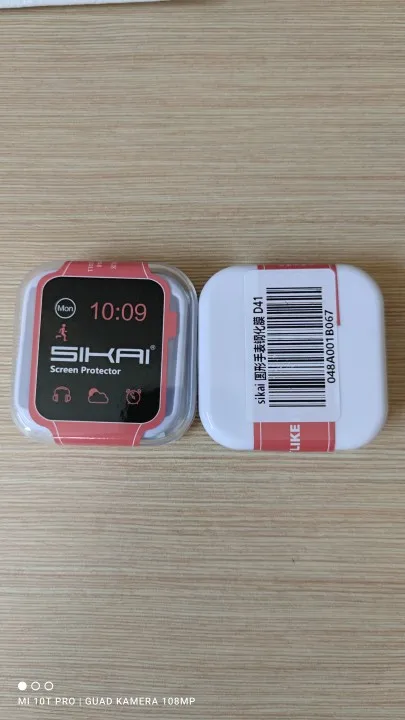 Mon
10:09
SIKAI®
Screen Protector
sikai 圆形手表钢化膜 D41
048A001B067
LIKE
MI 10T PRO | GUAD KAMERA 108MP